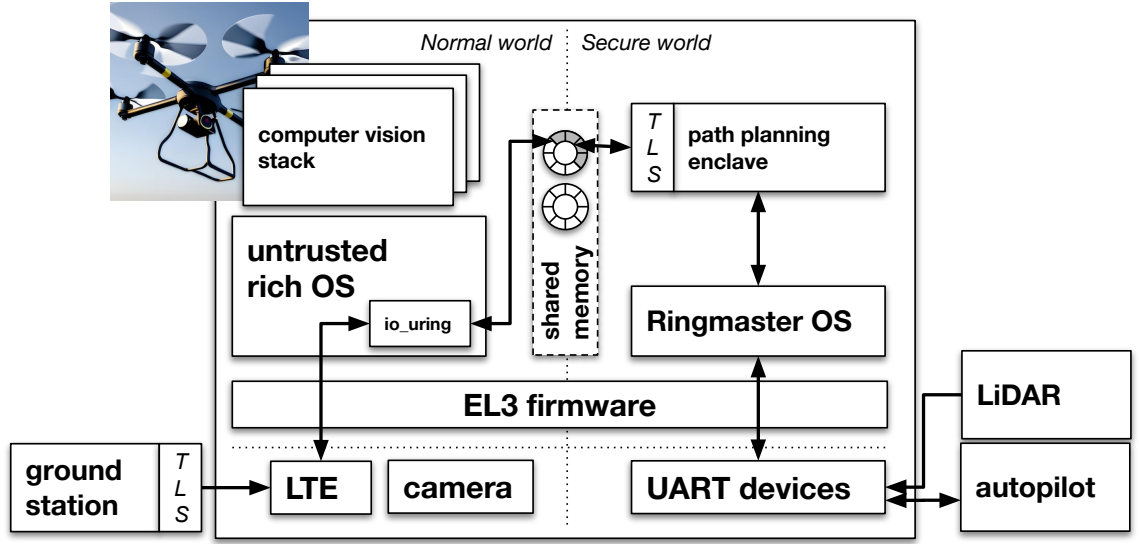 Normal world
Secure world
computer vision
stack
T
L
S
path planning
enclave
untrusted
rich OS
io_uring
shared
memory
Ringmaster OS
EL3 firmware
LiDAR
ground
station
T
L
S
LTE
camera
UART devices
autopilot